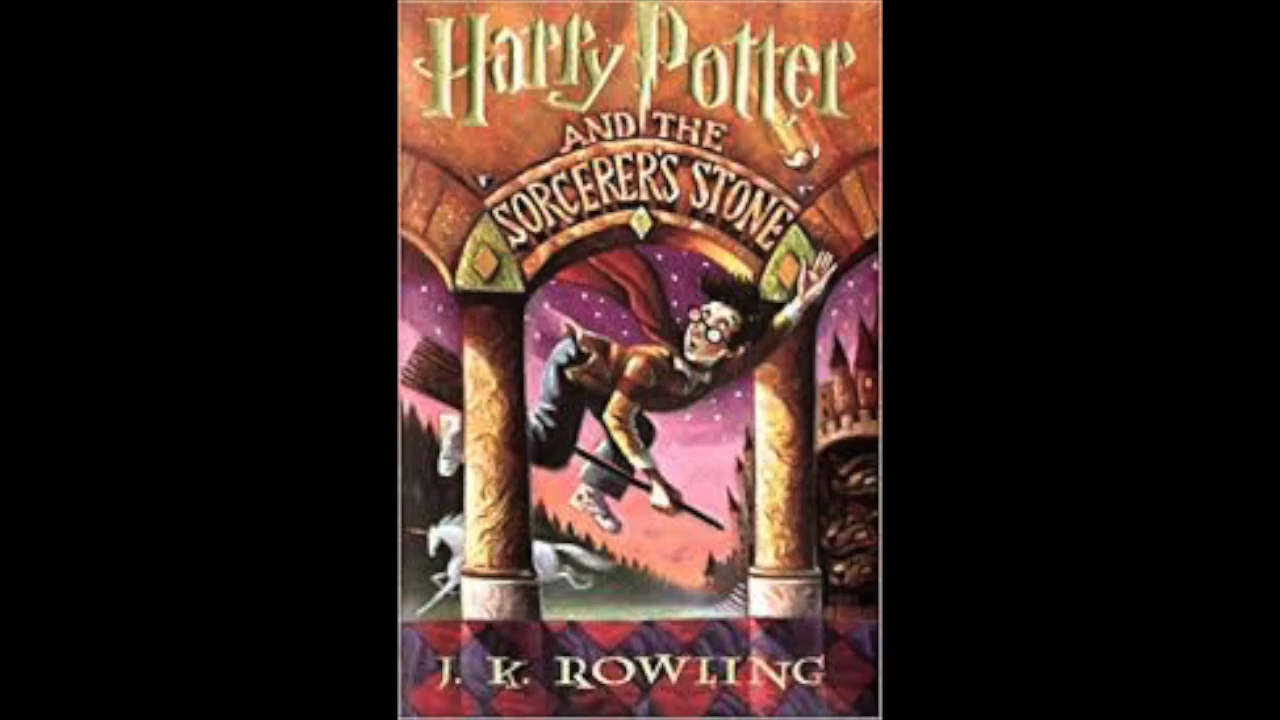 Harry Potter
AND THE
SORCERER'S STONE
J. K. ROWLING